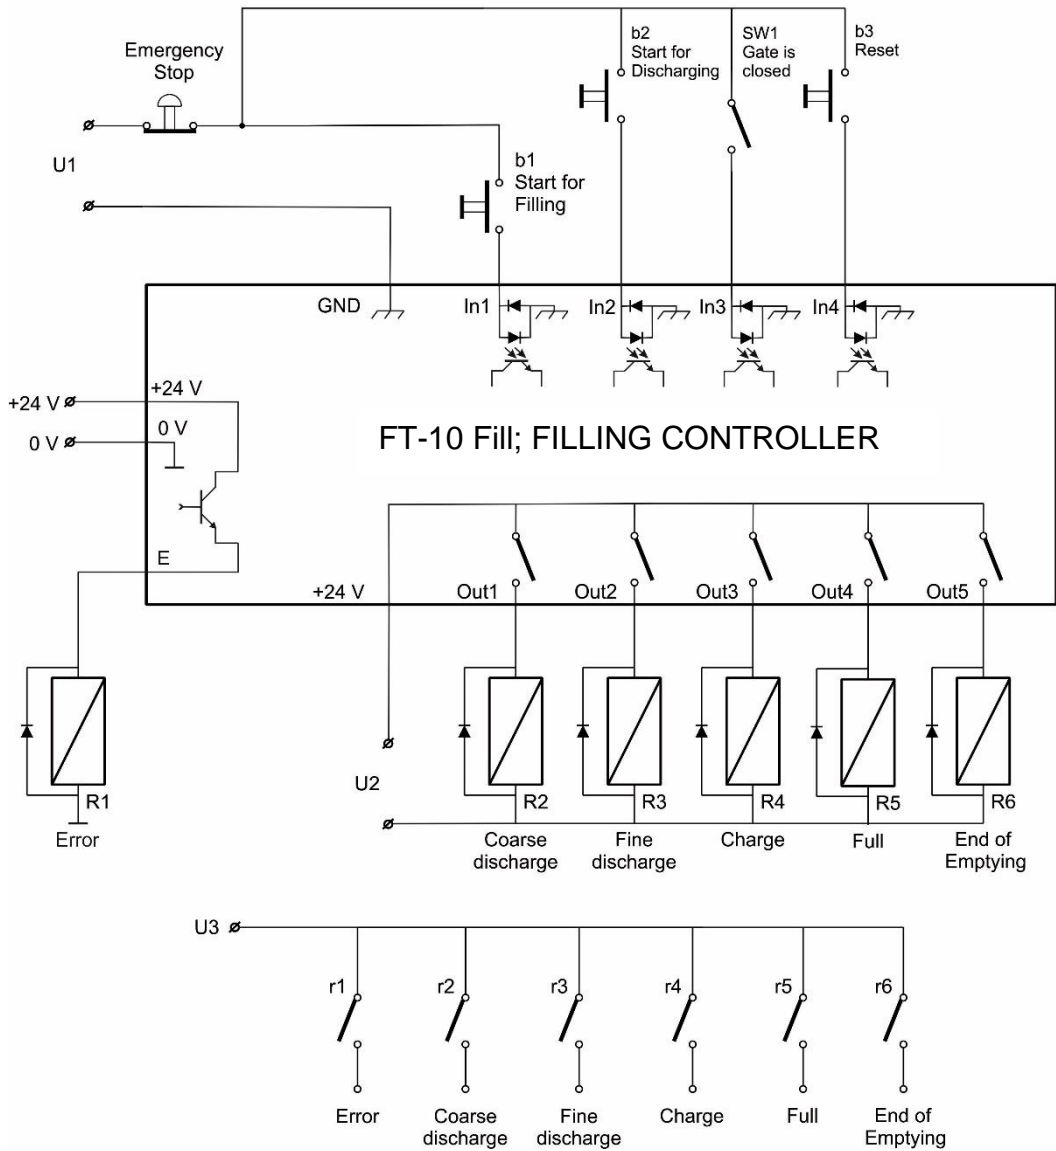 Emergency
Stop
b2
Start for
Discharging
SW1
Gate is
closed
b3
Reset
U1
b1
Start for
Filling
GND
In1
In2
In3
In4
+24 V
+24 V
0 V
0 V
FT-10 Fill; FILLING CONTROLLER
E
+24 V
Out1
Out2
Out3
Out4
Out5
U2
R1
R2
R3
R4
R5
R6
Error
Coarse
discharge
Fine
discharge
Charge
Full
End of
Emptying
U3
r1
r2
r3
r4
r5
r6
Error
Coarse
discharge
Fine
discharge
Charge
Full
End of
Emptying